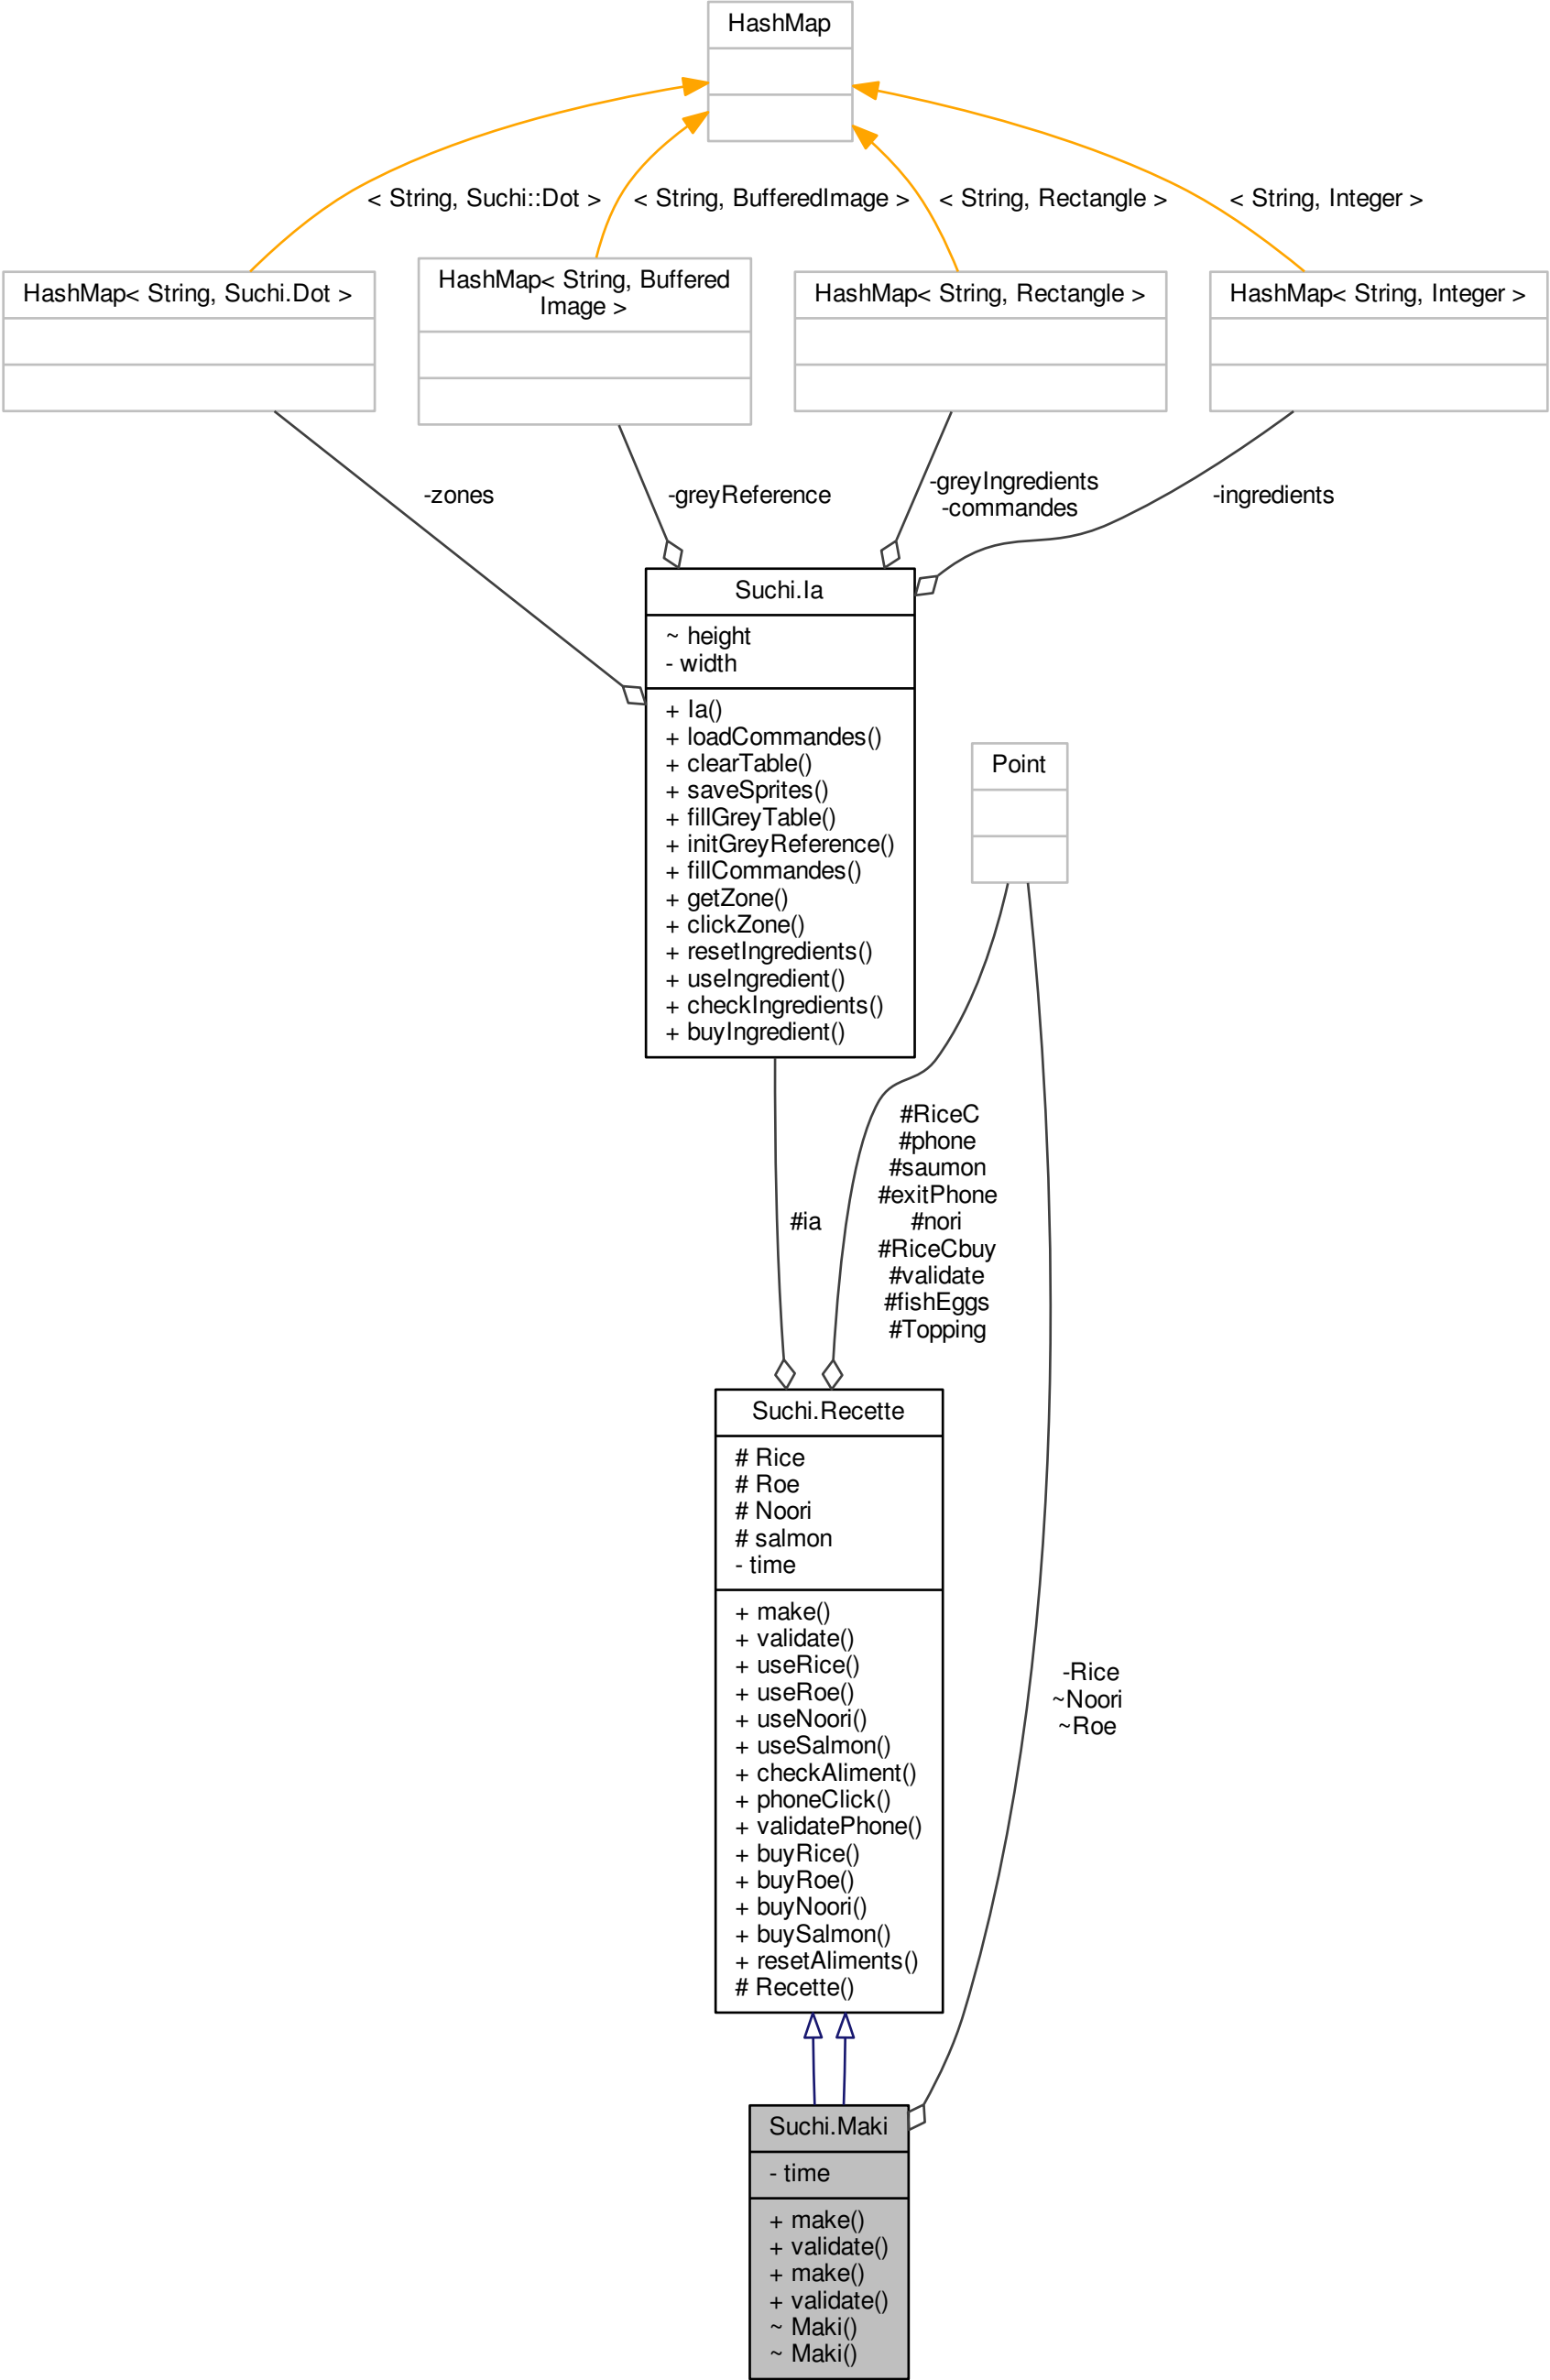 HashMap
< String, Suchi::Dot >
< String, BufferedImage >
< String, Rectangle >
< String, Integer >
HashMap< String, Suchi.Dot >
HashMap< String, Buffered
Image >
HashMap< String, Rectangle >
HashMap< String, Integer >
-zones
-greyReference
-greyIngredients
-commandes
-ingredients
Suchi.Ia
~ height
- width
+ Ia()
+ loadCommandes()
+ clearTable()
+ saveSprites()
+ fillGreyTable()
+ initGreyReference()
+ fillCommandes()
+ getZone()
+ clickZone()
+ resetIngredients()
+ useIngredient()
+ checkIngredients()
+ buyIngredient()
Point
#ia
#RiceC
#phone
#saumon
#exitPhone
#nori
#RiceCbuy
#validate
#fishEggs
#Topping
Suchi.Recette
# Rice
# Roe
# Noori
# salmon
- time
+ make()
+ validate()
+ useRice()
+ useRoe()
+ useNoori()
+ useSalmon()
+ checkAliment()
+ phoneClick()
+ validatePhone()
+ buyRice()
+ buyRoe()
+ buyNoori()
+ buySalmon()
+ resetAliments()
# Recette()
-Rice
~Noori
~Roe
Suchi.Maki
- time
+ make()
+ validate()
+ make()
+ validate()
~ Maki()
~ Maki()